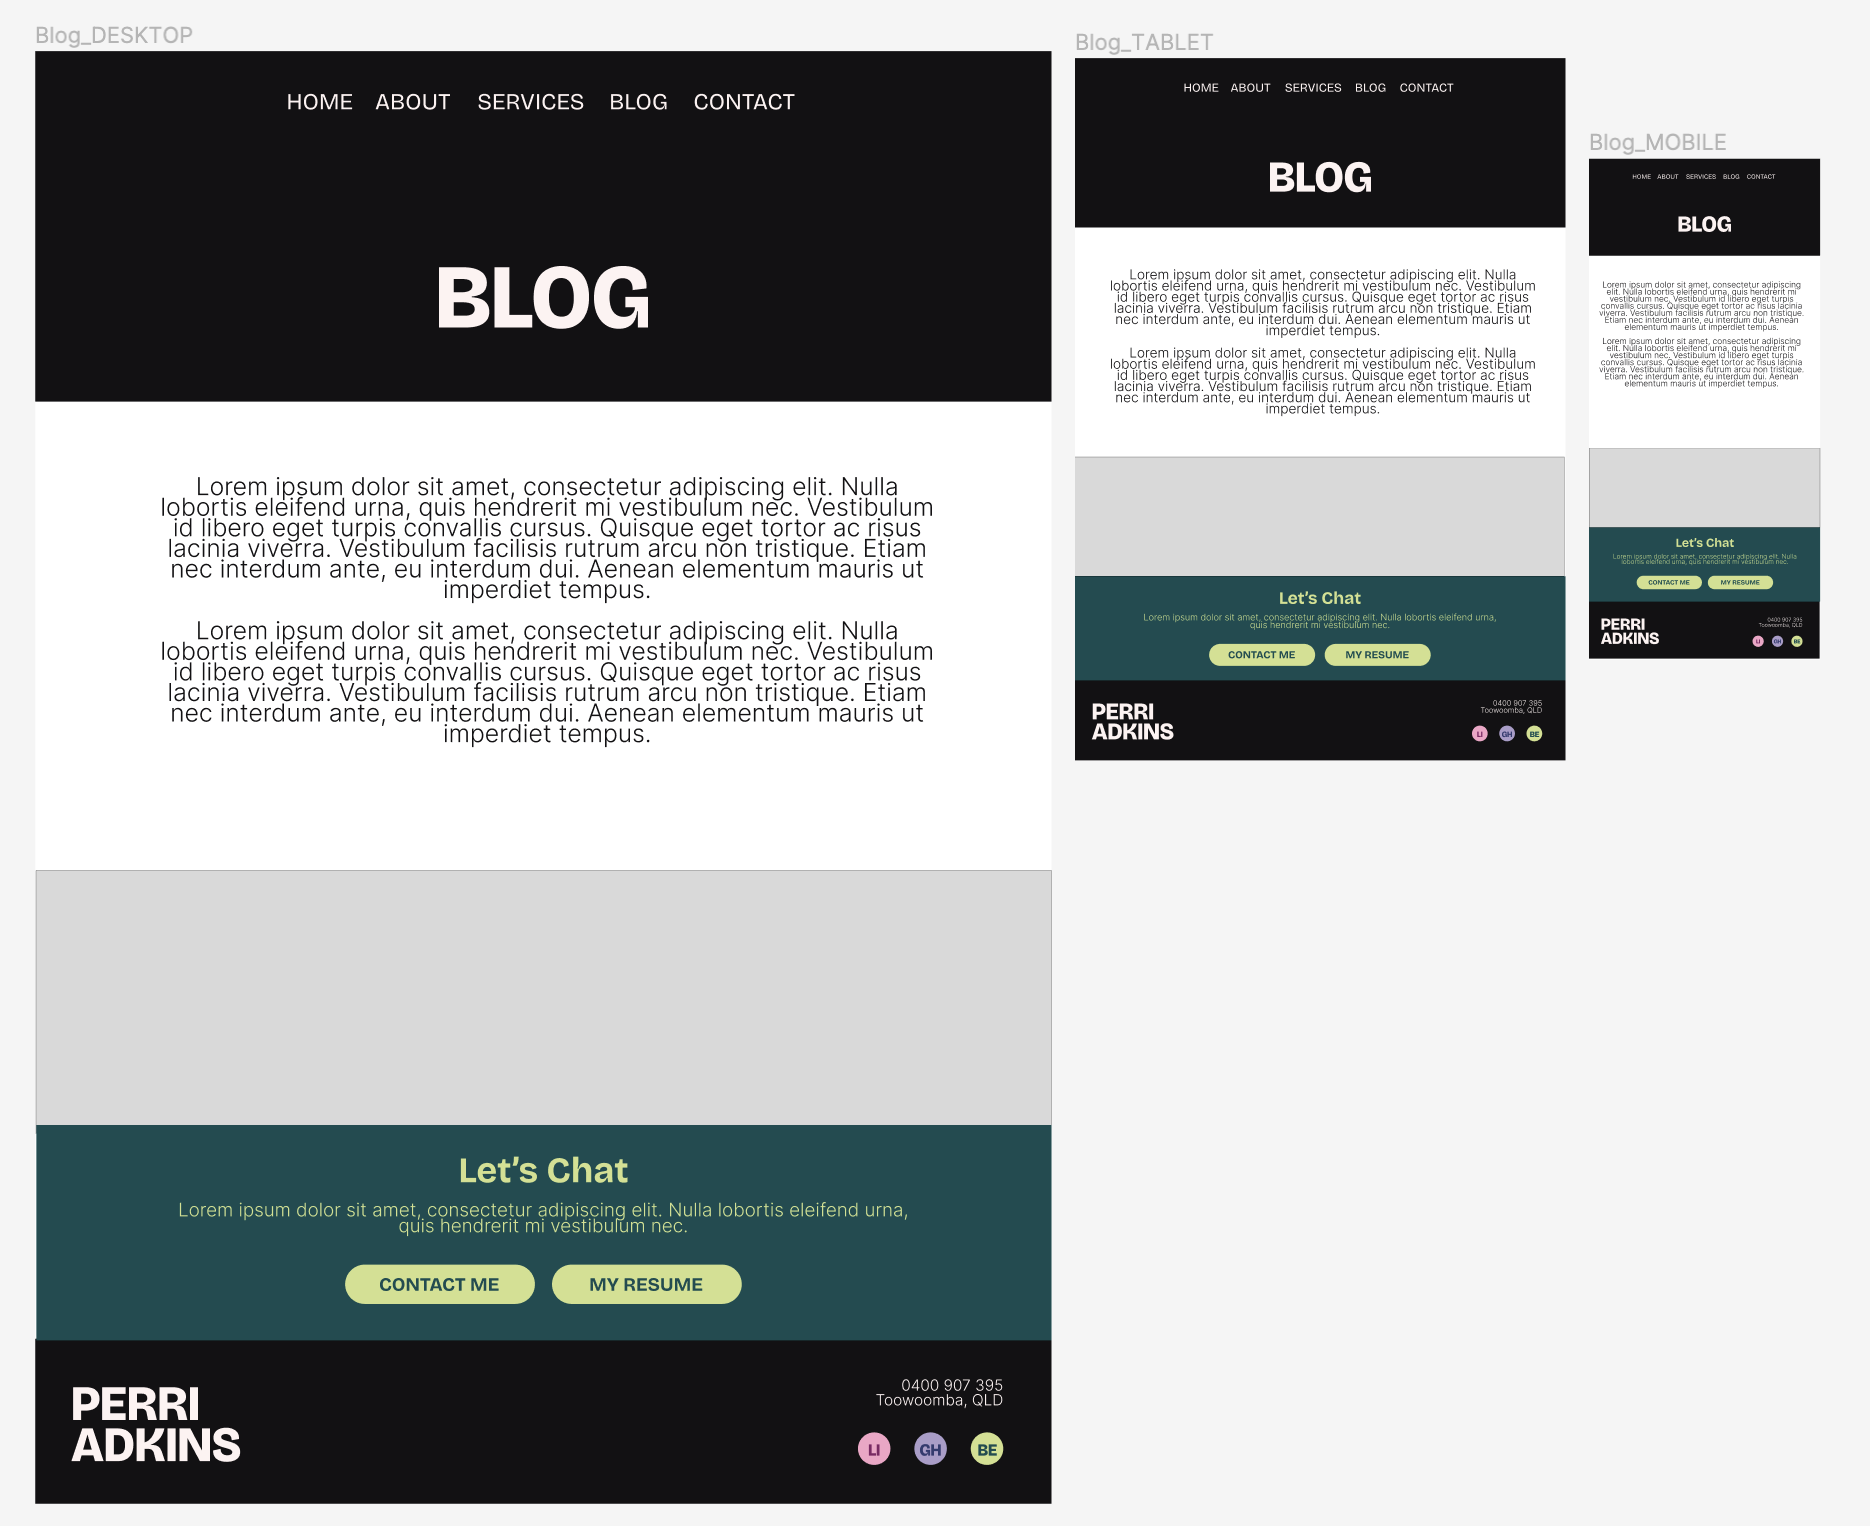 Blog_DESKTOP
HOME ABOUT SERVICES BLOG CONTACT
BLOG
Lorem ipsum dolor sit amet, consectetur adipiscing elit. Nulla
lobortis eleifend urna, quis hendrerit mi vestibulum nec. Vestibulum
id libero eget turpis convallis cursus. Quisque eget tortor ac risus
lacinia viverra. Vestibulum facilisis rutrum arcu non tristique. Etiam
nec interdum ante, eu interdum dui. Aenean elementum mauris ut
imperdiet tempus.
Lorem ipsum dolor sit amet, consectetur adipiscing elit. Nulla
lobortis eleifend urna, quis hendrerit mi vestibulum nec. Vestibulum
id libero eget turpis convallis cursus. Quisque eget tortor ac risus
lacinia viverra. Vestibulum facilisis rutrum arcu non tristique. Etiam
nec interdum ante, eu interdum dui. Aenean elementum mauris ut
imperdiet tempus.
Let's Chat
Lorem ipsum dolor sit amet, consectetur adipiscing elit. Nulla lobortis eleifend urna,
quis hendrerit mi vestibulum nec.
CONTACT ME
MY RESUME
PERRI
ADKINS
0400 907 395
Toowoomba, QLD
LI
GH
BE
Blog_TABLET
HOME ABOUT SERVICES BLOG CONTACT
BLOG
Lorem ipsum dolor sit amet, consectetur adipiscing elit. Nulla
lobortis eleifend urna, quis hendrerit mi vestibulum nec. Vestibulum
id libero eget turpis convallis cursus. Quisque eget tortor ac risus
lacinia viverra. Vestibulum facilisis rutrum arcu non tristique. Etiam
nec interdum ante, eu interdum dui. Aenean elementum mauris ut
imperdiet tempus.
Lorem ipsum dolor sit amet, consectetur adipiscing elit. Nulla
lobortis eleifend urna, quis hendrerit mi vestibulum nec. Vestibulum
id libero eget turpis convallis cursus. Quisque eget tortor ac risus
lacinia viverra. Vestibulum facilisis rutrum arcu non tristique. Etiam
nec interdum ante, eu interdum dui. Aenean elementum mauris ut
imperdiet tempus.
Let's Chat
Lorem ipsum dolor sit amet, consectetur adipiscing elit. Nulla lobortis eleifend urna,
quis hendrerit mi vestibulum nec.
CONTACT ME
MY RESUME
PERRI
ADKINS
0400 907 395
Toowoomba, QLD
LI
GH
BE
Blog_MOBILE
HOME ABOUT SERVICES BLOG CONTACT
BLOG
Lorem ipsum dolor sit amet, consectetur adipiscing
elit. Nulla lobortis eleifend urna, quis hendrerit mi
vestibulum nec. Vestibulum id libero eget turpis
convallis cursus. Quisque eget tortor ac risus lacinia
viverra. Vestibulum facilisis rutrum arcu non tristique.
Etiam nec interdum ante, eu interdum dui. Aenean
elementum mauris ut imperdiet tempus.
Lorem ipsum dolor sit amet, consectetur adipiscing
elit. Nulla lobortis eleifend urna, quis hendrerit mi
vestibulum nec. Vestibulum id libero eget turpis
convallis cursus. Quisque eget tortor ac risus lacinia
viverra. Vestibulum facilisis rutrum arcu non tristique.
Etiam nec interdum ante, eu interdum dui. Aenean
elementum mauris ut imperdiet tempus.
Let's Chat
Lorem ipsum dolor sit amet, consectetur adipiscing elit. Nulla
lobortis eleifend urna, quis hendrerit mi vestibulum nec.
CONTACT ME
MY RESUME
PERRI
ADKINS
0400 907 395
Toowoomba, QLD
LI
GH
BE